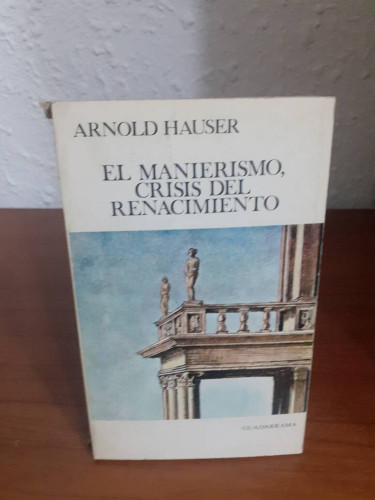 ARNOLD HAUSER
EL MANIERISMO,
CRISIS DEL
RENACIMIENTO
GUADARRAMA